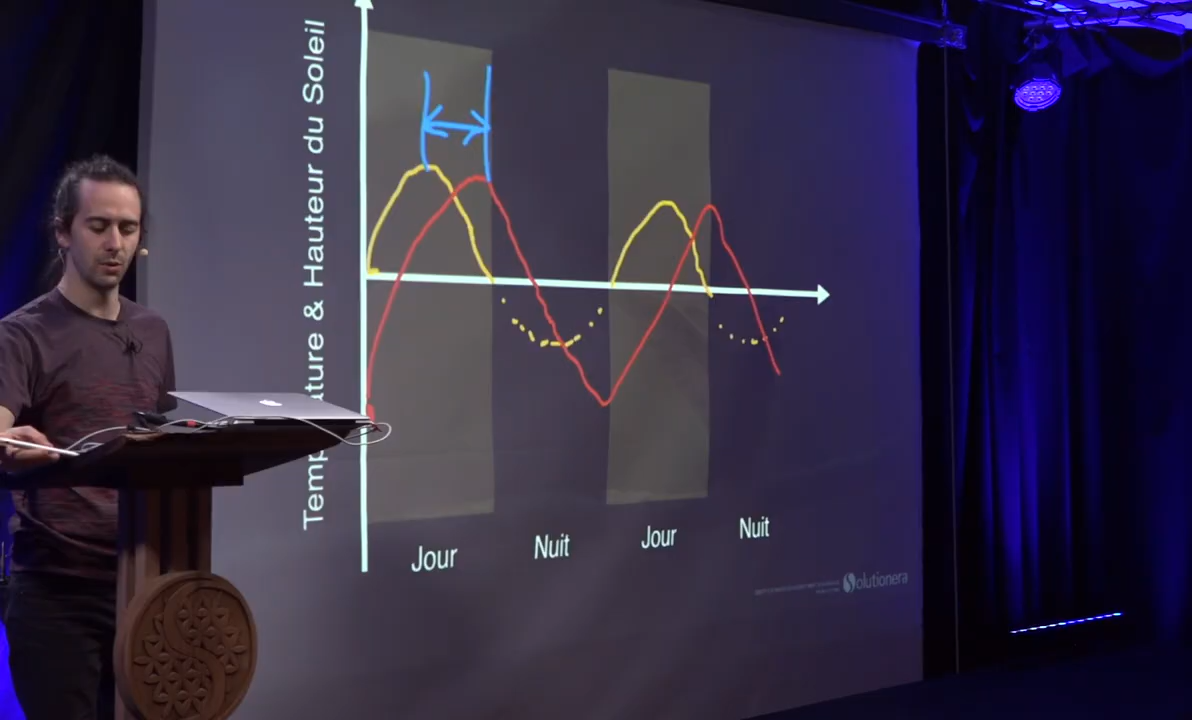 Température & Hauteur du Soleil
Jour
Nuit
Jour
Nuit
Solutionera